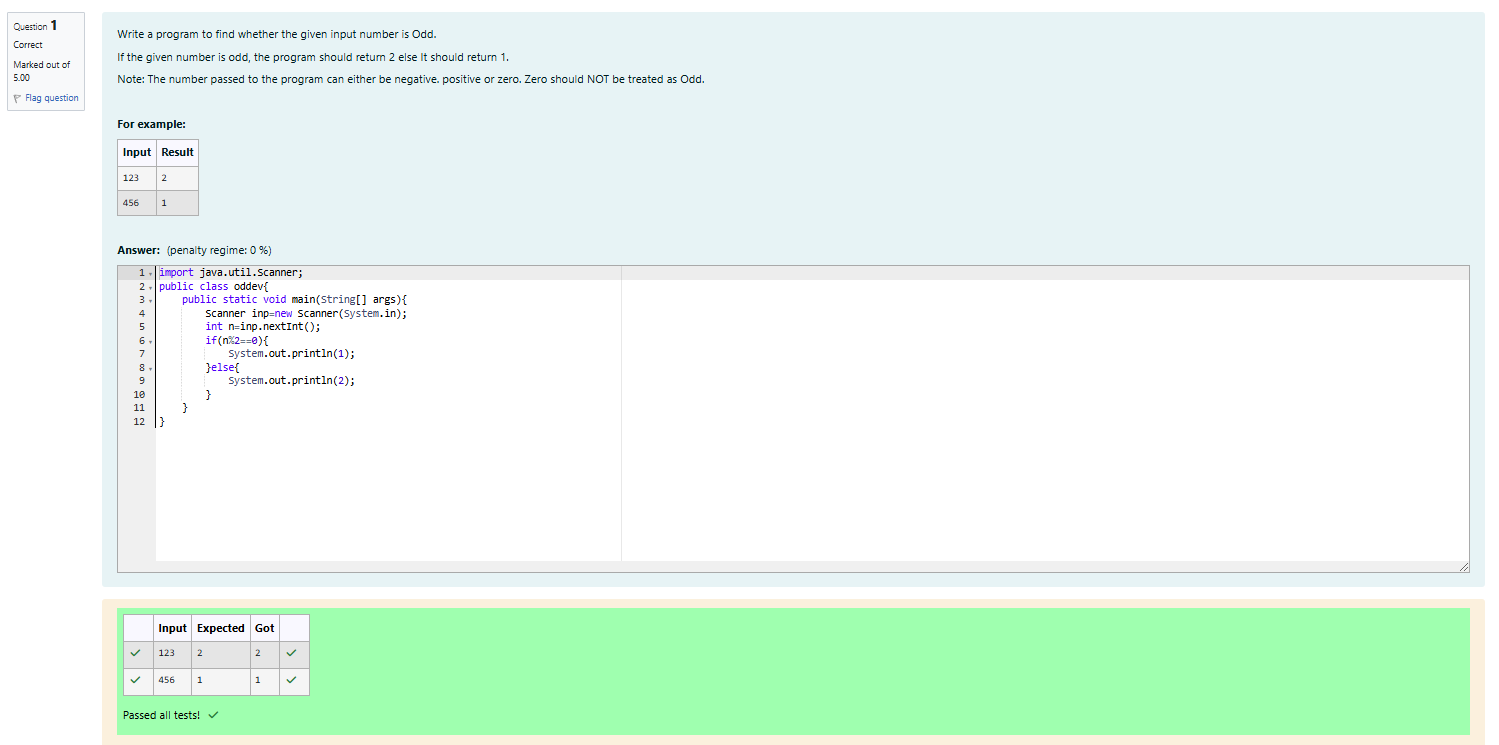 Question 1
Correct
Marked out of
5.00
Flag question
Write a program to find whether the given input number is Odd.
If the given number is odd, the program should return 2 else It should return 1.
Note: The number passed to the program can either be negative. positive or zero. Zero should NOT be treated as Odd.
For example:
Input Result
123 2
456 1
Answer: (penalty regime: 0 %)
1 import java.util.Scanner;
2 public class oddev{
3 public static void main(String[] args){
4 Scanner inp=new Scanner(System.in);
5 int n=inp.nextInt();
6 if(n%2==0){
7 System.out.println(1);
8 }else{
9 System.out.println(2);
10 }
11 }
12 }
Input Expected Got
123 2 2
456 1 1
Passed all tests!